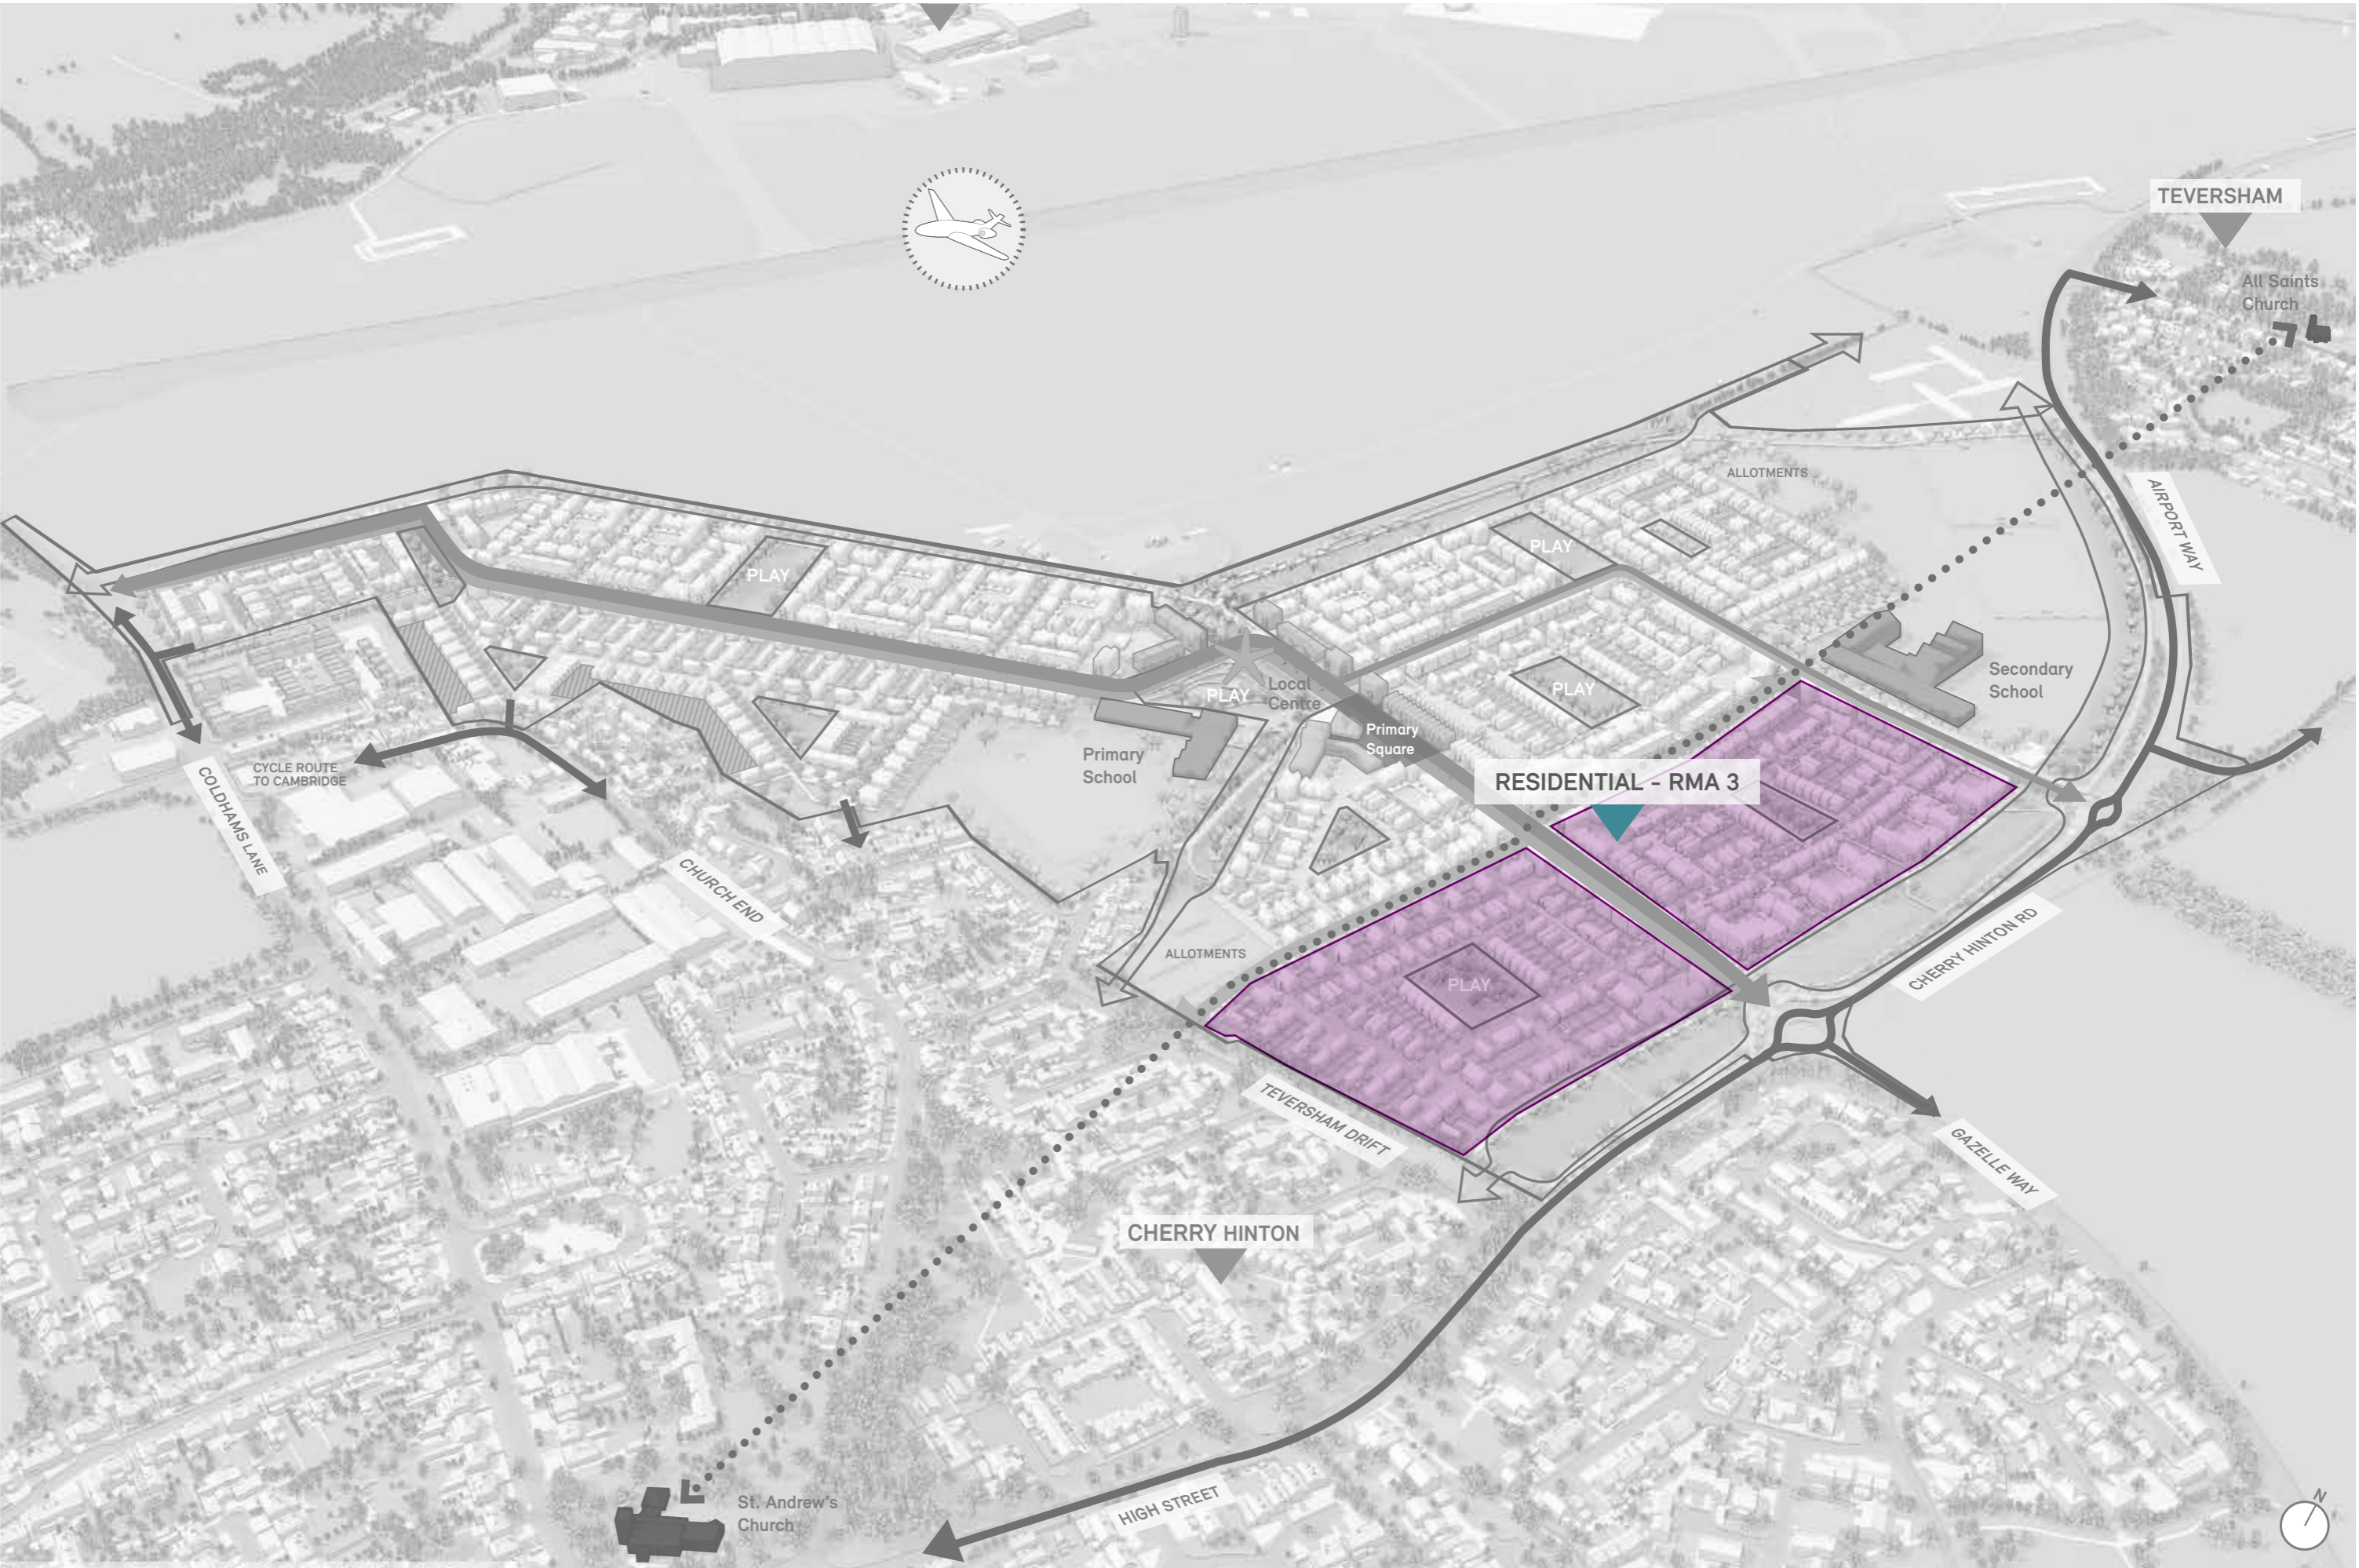 TEVERSHAM
All Saints
Church
ALLOTMENTS
AIRPORT WAY
PLAY
PLAY
Secondary
School
PLAY
PLAY
Local
Centre
Primary
Square
Primary
School
CYCLE ROUTE
TO CAMBRIDGE
COLDHAMS LANE
RESIDENTIAL - RMA 3
CHURCH END
CHERRY HINTON RD
ALLOTMENTS
PLAY
TEVERSHAM DRIFT
GAZELLE WAY
CHERRY HINTON
St. Andrew's
Church
HIGH STREET
N